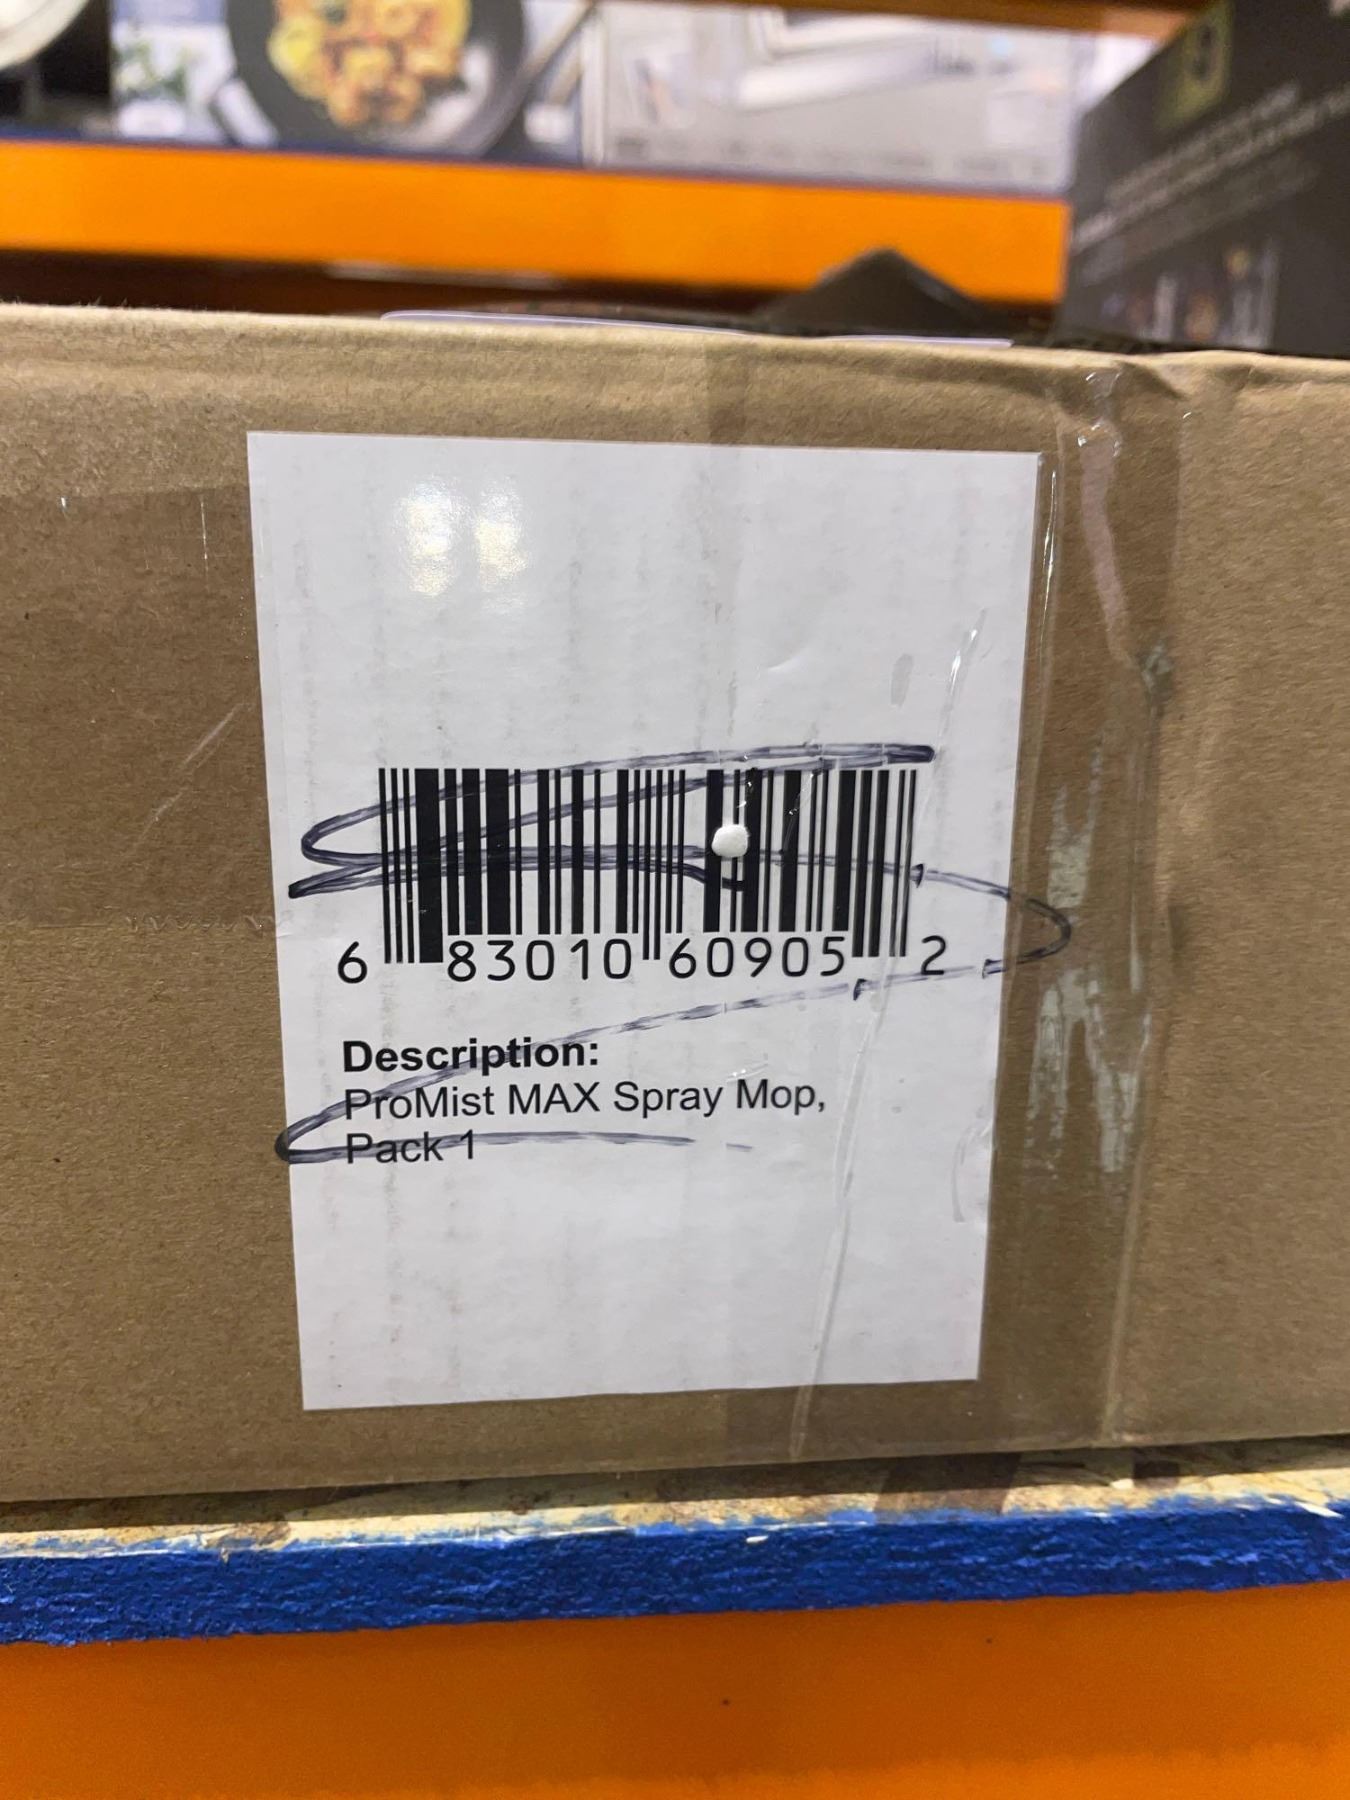 6 83010 60905 2
Description:
ProMist MAX Spray Mop,
Pack 1